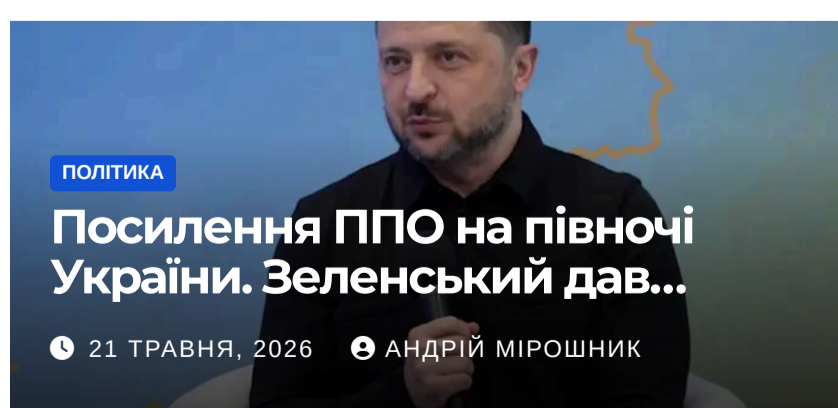 ПОЛІТИКА
Посилення ППО на півночі
України. Зеленський дав...
21 ТРАВНЯ, 2026 АНДРІЙ МІРОШНИК